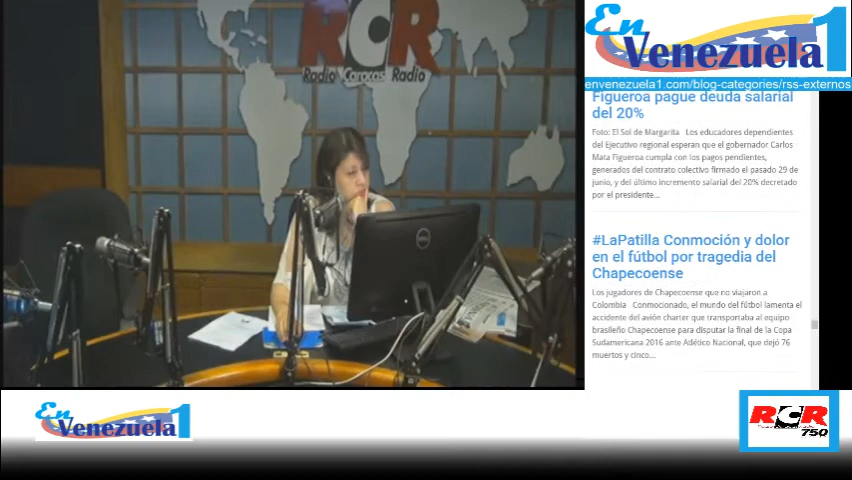 RCR
Radio Caracas Radio
En
Venezuela 1
envenezuela1.com/blog-categories/rss-externos
Figueroa pague deuda salarial
del 20%
Foto: El Sol de Margarita Los educadores dependientes
del Ejecutivo regional esperan que el gobernador Carlos
Mata Figueroa cumpla con los pagos pendientes,
generados del contrato colectivo firmado el pasado 29 de
junio, y del último incremento salarial del 20% decretado
por el presidente...
#LaPatilla Conmoción y dolor
en el fútbol por tragedia del
Chapecoense
Los jugadores de Chapecoense que no viajaron a
Colombia Conmocionado, el mundo del fútbol lamenta el
accidente del avión charter que transportaba al equipo
brasileño Chapecoense para disputar la final de la Copa
Sudamericana 2016 ante Atlético Nacional, que dejó 76
muertos y cinco...
DELL
En
Venezuela 1
RCR
750